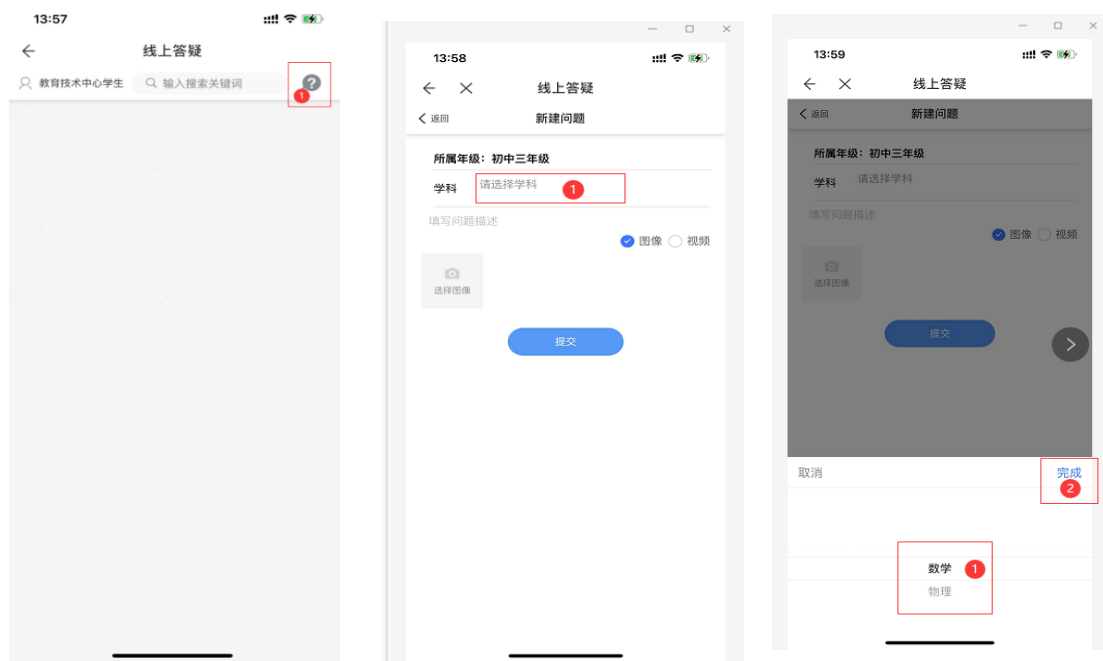 13:57
线上答疑
教育技术中心学生
输入搜索关键词
?
1
13:58
线上答疑
返回
新建问题
所属年级：初中三年级
学科
请选择学科
1
填写问题描述
图像
视频
选择图像
提交
13:59
线上答疑
返回
新建问题
所属年级：初中三年级
学科
请选择学科
填写问题描述
图像
视频
选择图像
提交
取消
完成
2
数学
1
物理